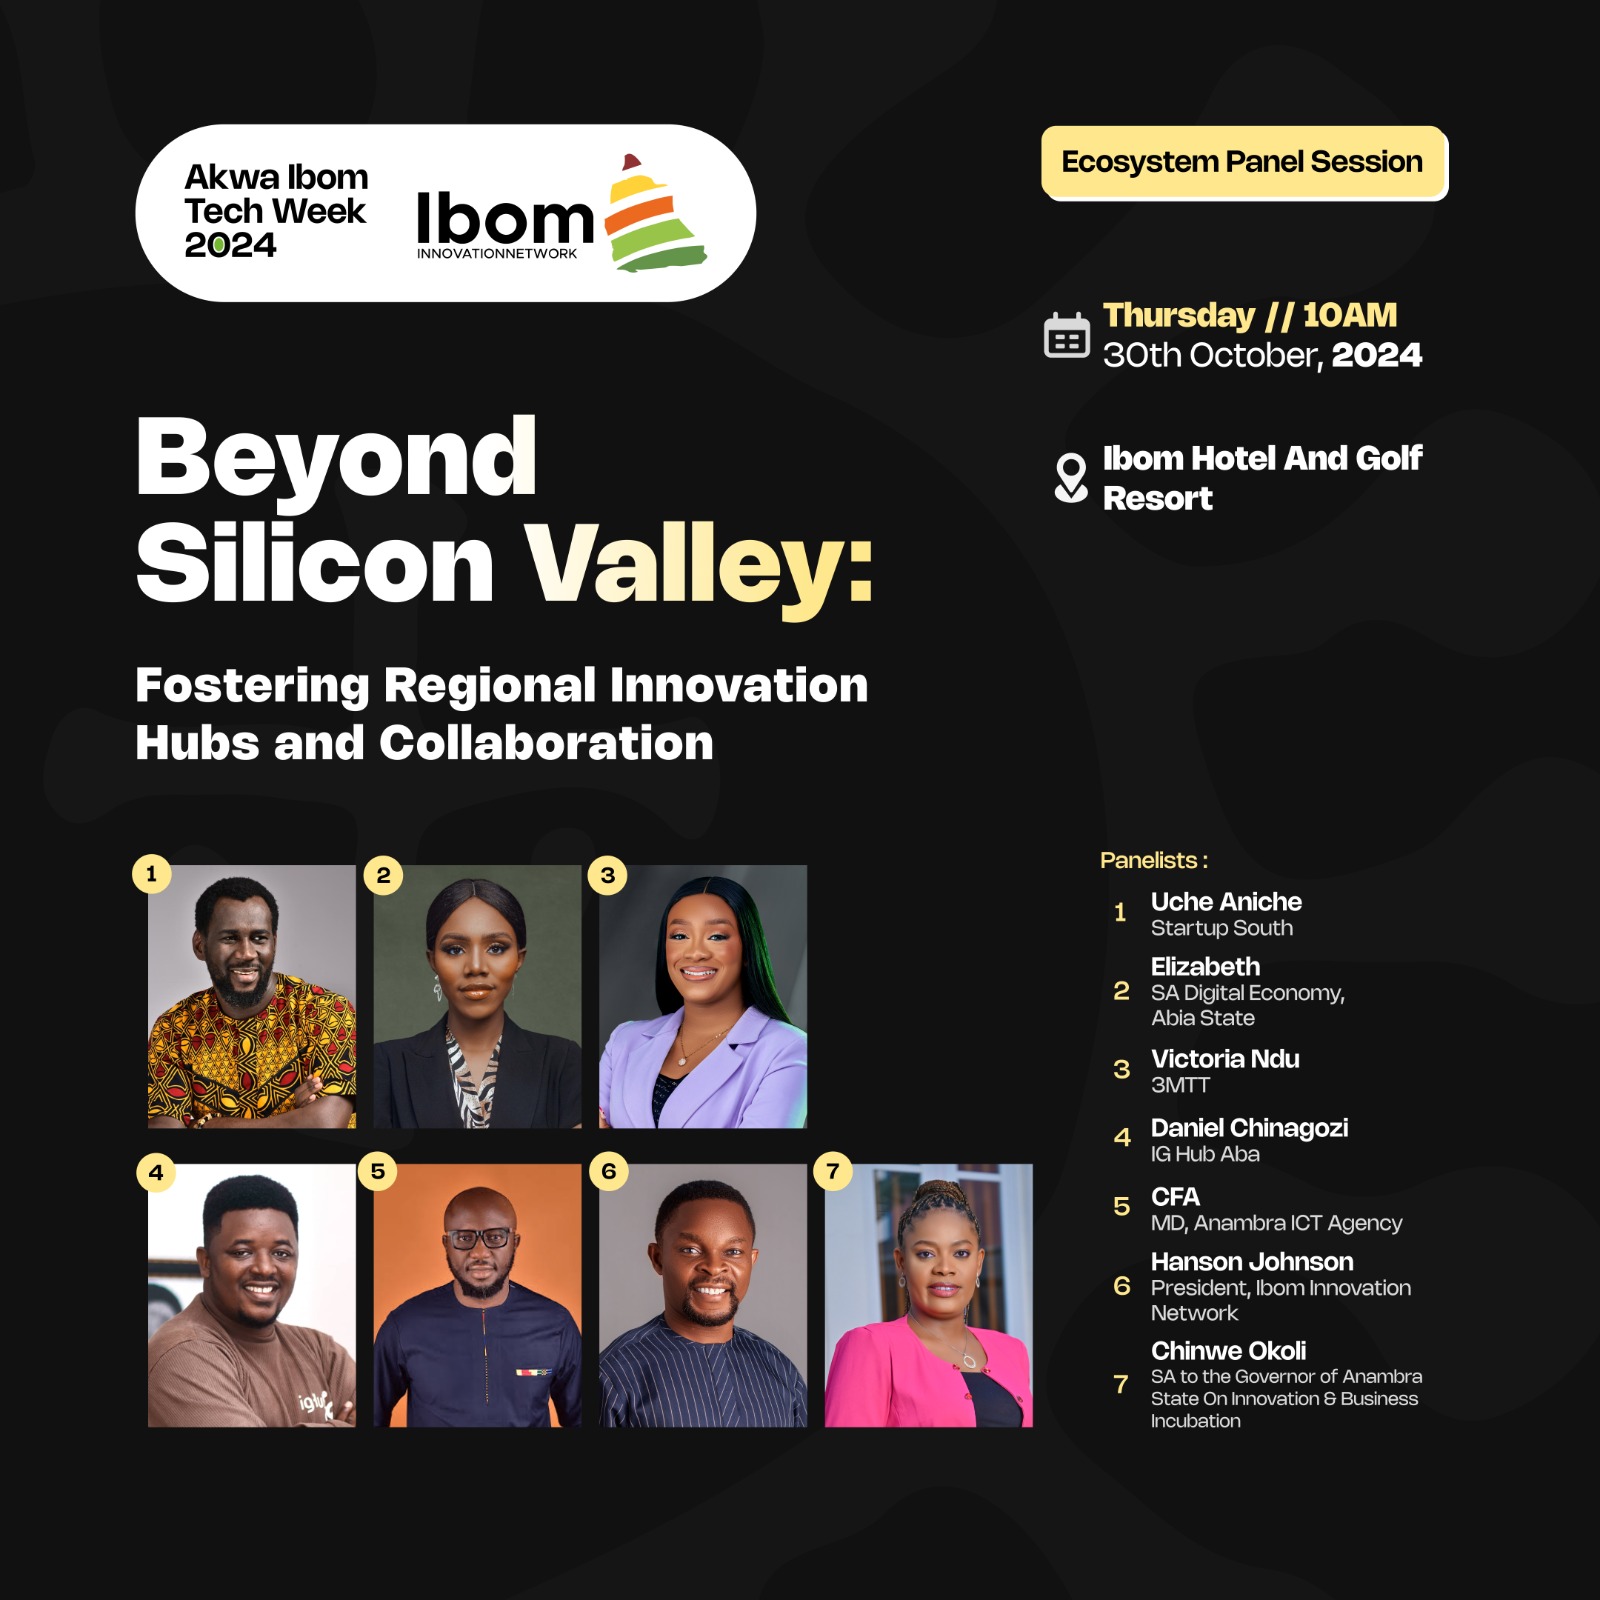 Akwa Ibom
Tech Week
2024
Ibom
INNOVATIONNETWORK
Ecosystem Panel Session
Thursday // 10AM
30th October, 2024
Ibom Hotel And Golf
Resort
Beyond
Silicon Valley:
Fostering Regional Innovation
Hubs and Collaboration
1
2
3
4
5
6
7
Panelists :
1 Uche Aniche
Startup South
2 Elizabeth
SA Digital Economy,
Abia State
3 Victoria Ndu
3MTT
4 Daniel Chinagozi
IG Hub Aba
5 CFA
MD, Anambra ICT Agency
6 Hanson Johnson
President, Ibom Innovation
Network
7 Chinwe Okoli
SA to the Governor of Anambra
State On Innovation & Business
Incubation